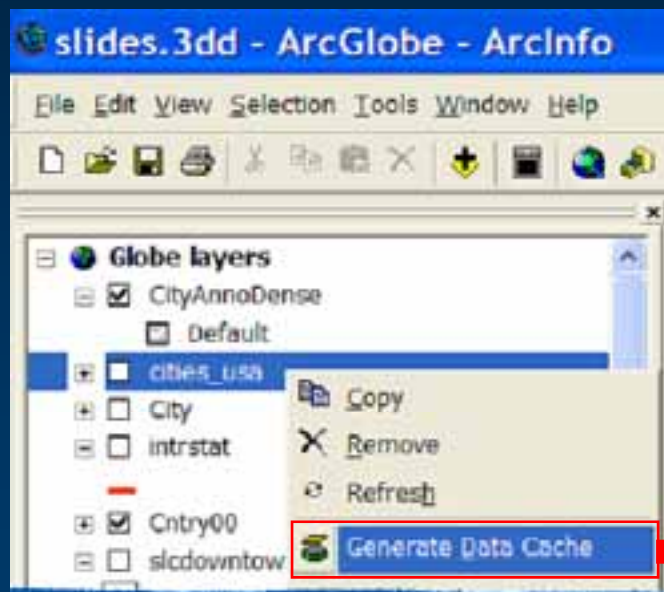 slides.3dd - ArcGlobe - ArcInfo
File Edit View Selection Tools Window Help
Globe layers
CityAnnoDense
Default
cities_usa
Copy
City
Remove
intrstat
Refresh
Cntry00
Generate Data Cache
slcdowntow